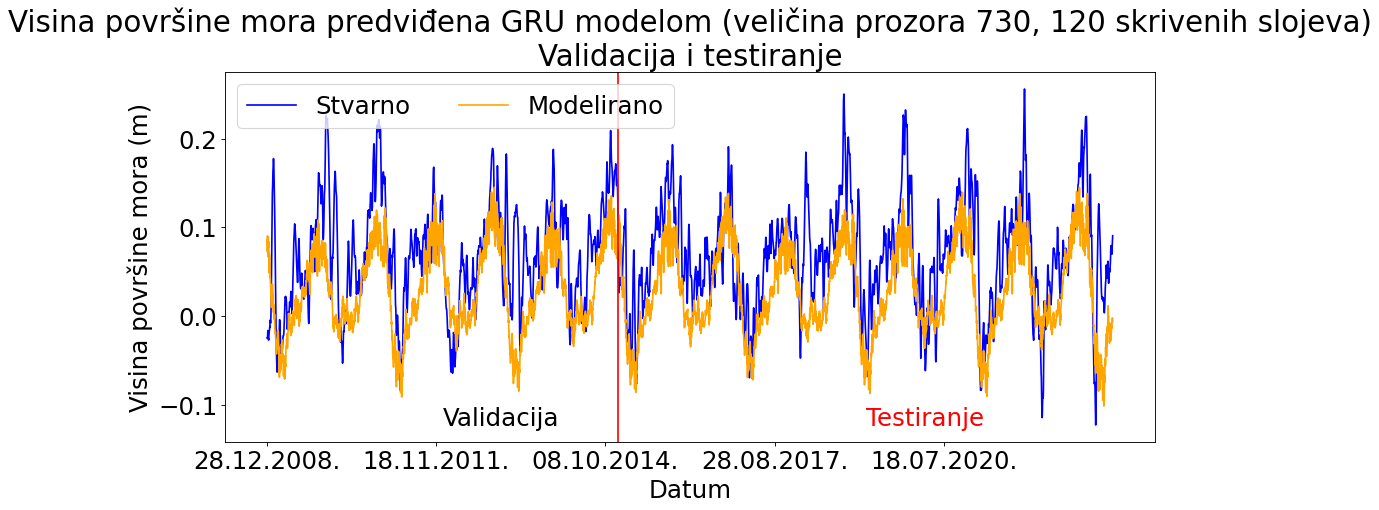 Visina površine mora predviđena GRU modelom (veličina prozora 730, 120 skrivenih slojeva)
Validacija i testiranje
Stvarno
Modelirano
Visina površine mora (m)
0.2
0.1
0.0
−0.1
Validacija
Testiranje
28.12.2008.
18.11.2011.
08.10.2014.
28.08.2017.
18.07.2020.
Datum